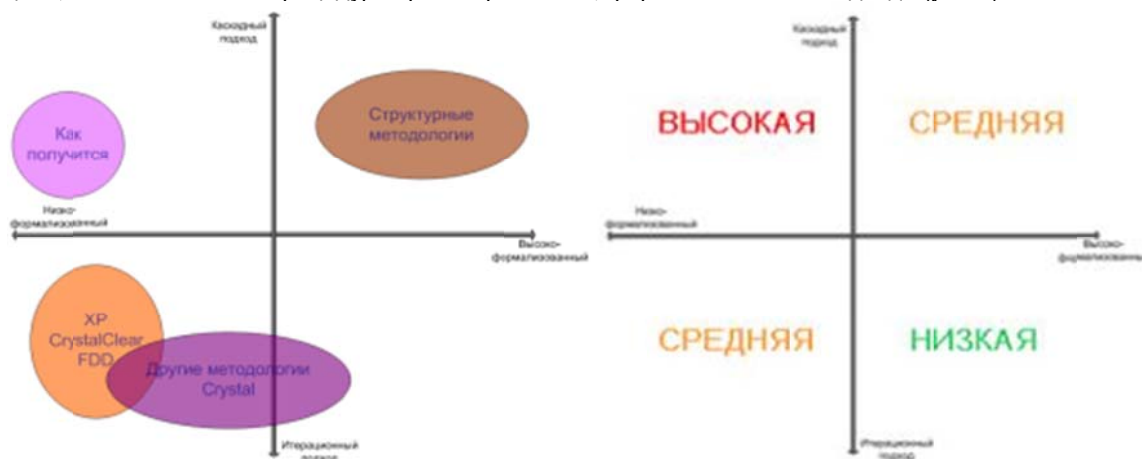 Каскадный
подход
Структурные
методологии
Как
получится
Низко-
формализованный
Высоко-
формализованный
XP
CrystalClear
FDD
Другие методологии
Crystal
Итерационный
подход
Каскадный
подход
ВЫСОКАЯ
СРЕДНЯЯ
Низко-
формализованный
Высоко-
формализованный
СРЕДНЯЯ
НИЗКАЯ
Итерационный
подход